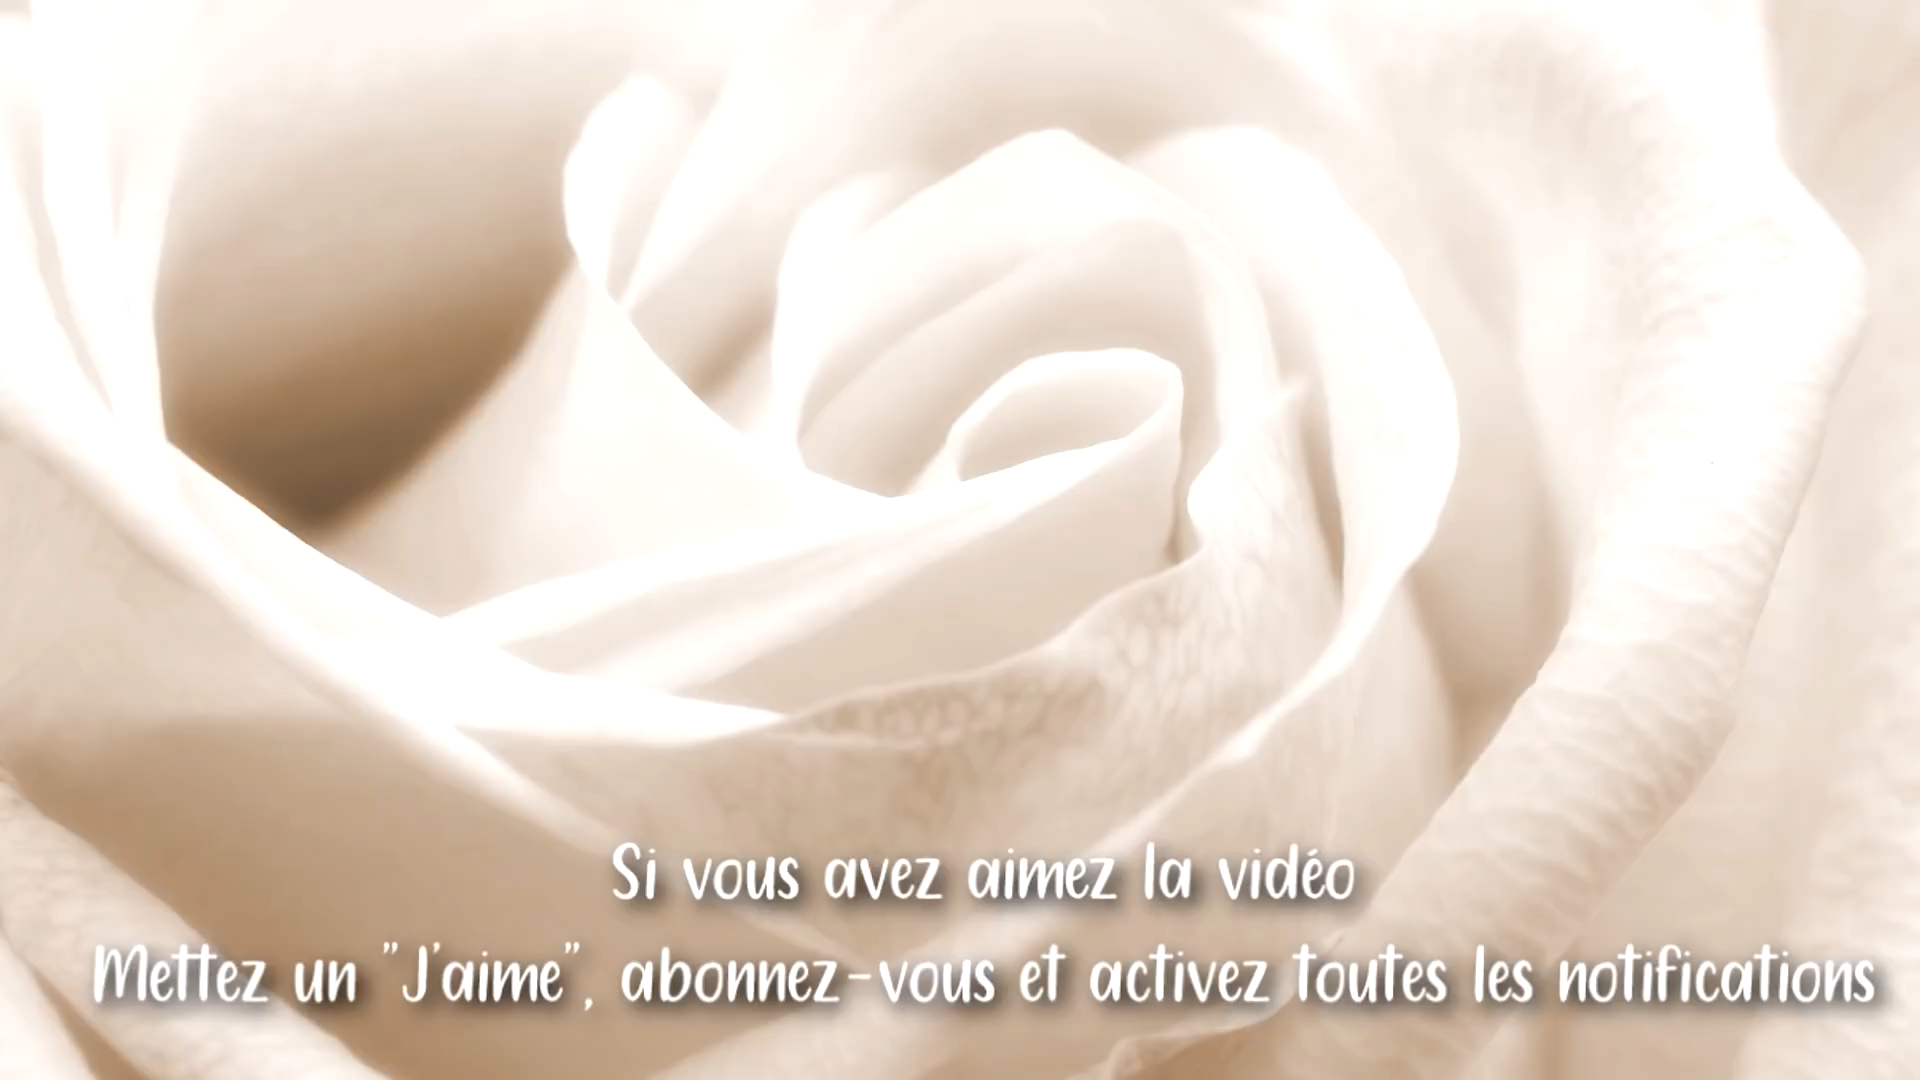 Si vous avez aimez la vidéo
Mettez un "J'aime", abonnez-vous et activez toutes les notifications